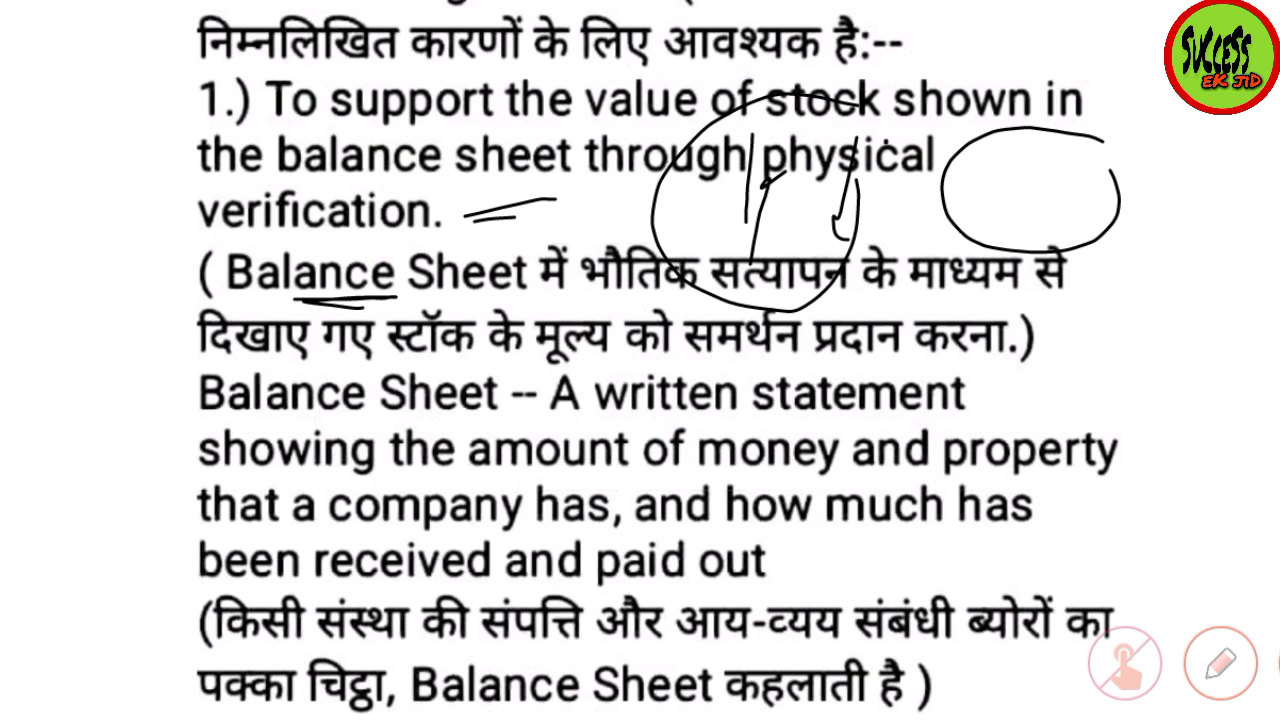 निम्नलिखित कारणों के लिए आवश्यक है:--
1.) To support the value of stock shown in
the balance sheet through physical
verification.
( Balance Sheet में भौतिक सत्यापन के माध्यम से
दिखाए गए स्टॉक के मूल्य को समर्थन प्रदान करना.)
Balance Sheet -- A written statement
showing the amount of money and property
that a company has, and how much has
been received and paid out
(किसी संस्था की संपत्ति और आय-व्यय संबंधी ब्योरों का
पक्का चिट्ठा, Balance Sheet कहलाती है )
SUCCESS
EK JID